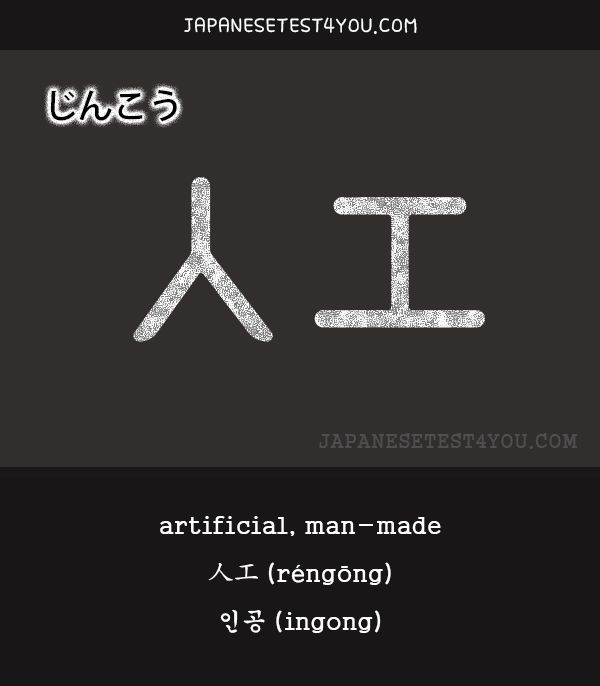 JAPANESETEST4YOU.COM
じんこう
人工
JAPANESETEST4YOU.COM
artificial, man-made
人工 (réngōng)
인공 (ingong)